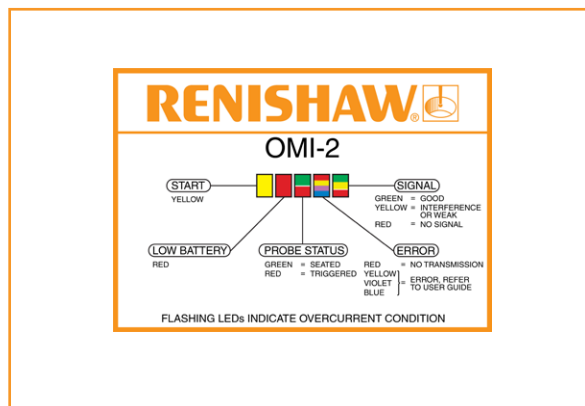 RENISHAW®
OMI-2
START
YELLOW
SIGNAL
GREEN = GOOD
YELLOW = INTERFERENCE
OR WEAK
RED = NO SIGNAL
LOW BATTERY
RED
PROBE STATUS
GREEN = SEATED
RED = TRIGGERED
ERROR
RED = NO TRANSMISSION
YELLOW
VIOLET
BLUE
= ERROR, REFER
TO USER GUIDE
FLASHING LEDs INDICATE OVERCURRENT CONDITION